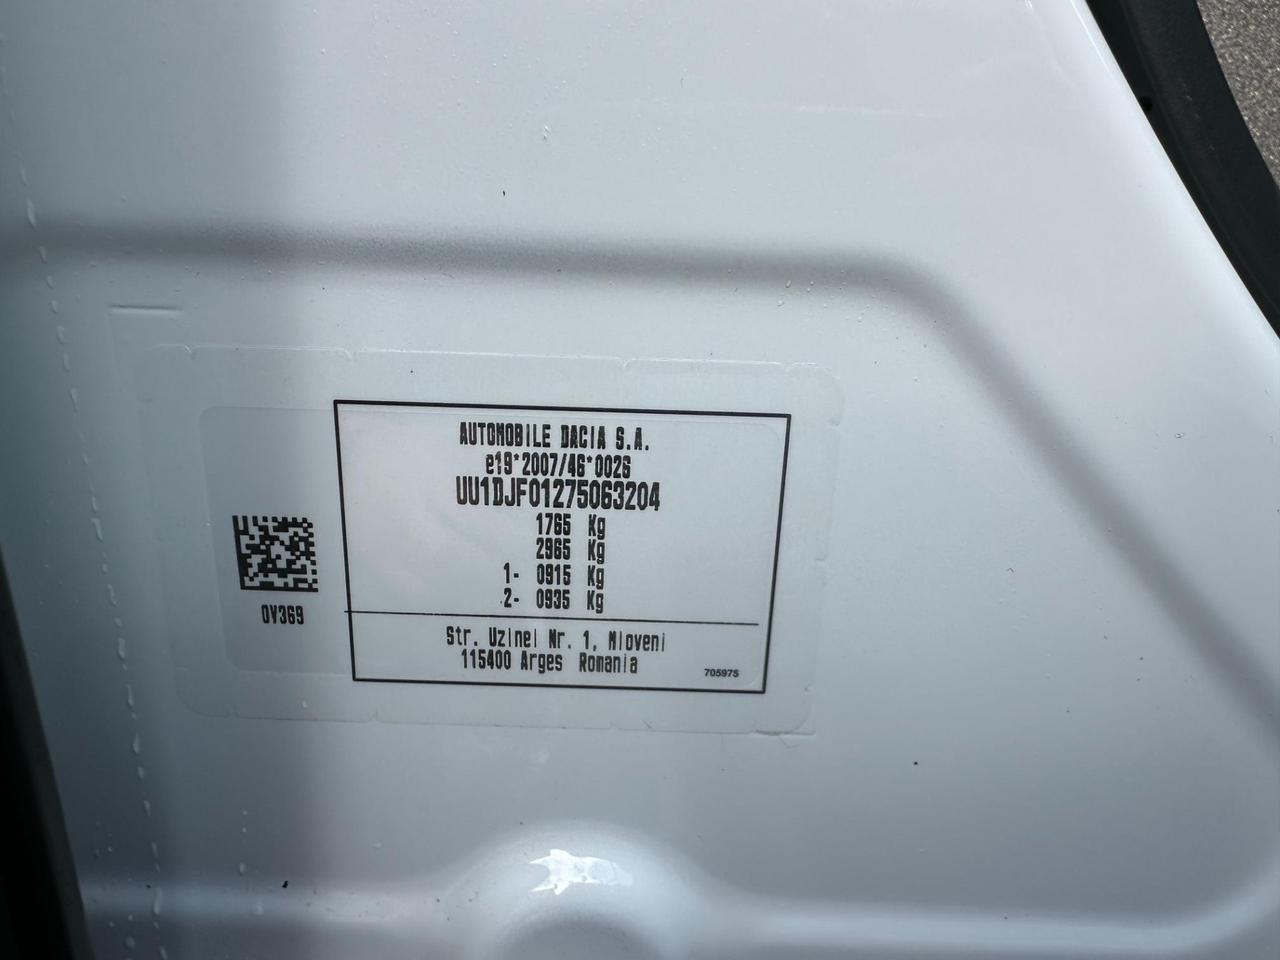 AUTOMOBILE DACIA S.A.
e19*2007/46*0026
UU1DJF01275063204
1765 Kg
2965 Kg
1- 0915 Kg
2- 0935 Kg
0V369
Str. Uzinei Nr. 1, Mioveni
115400 Arges Romania
705975